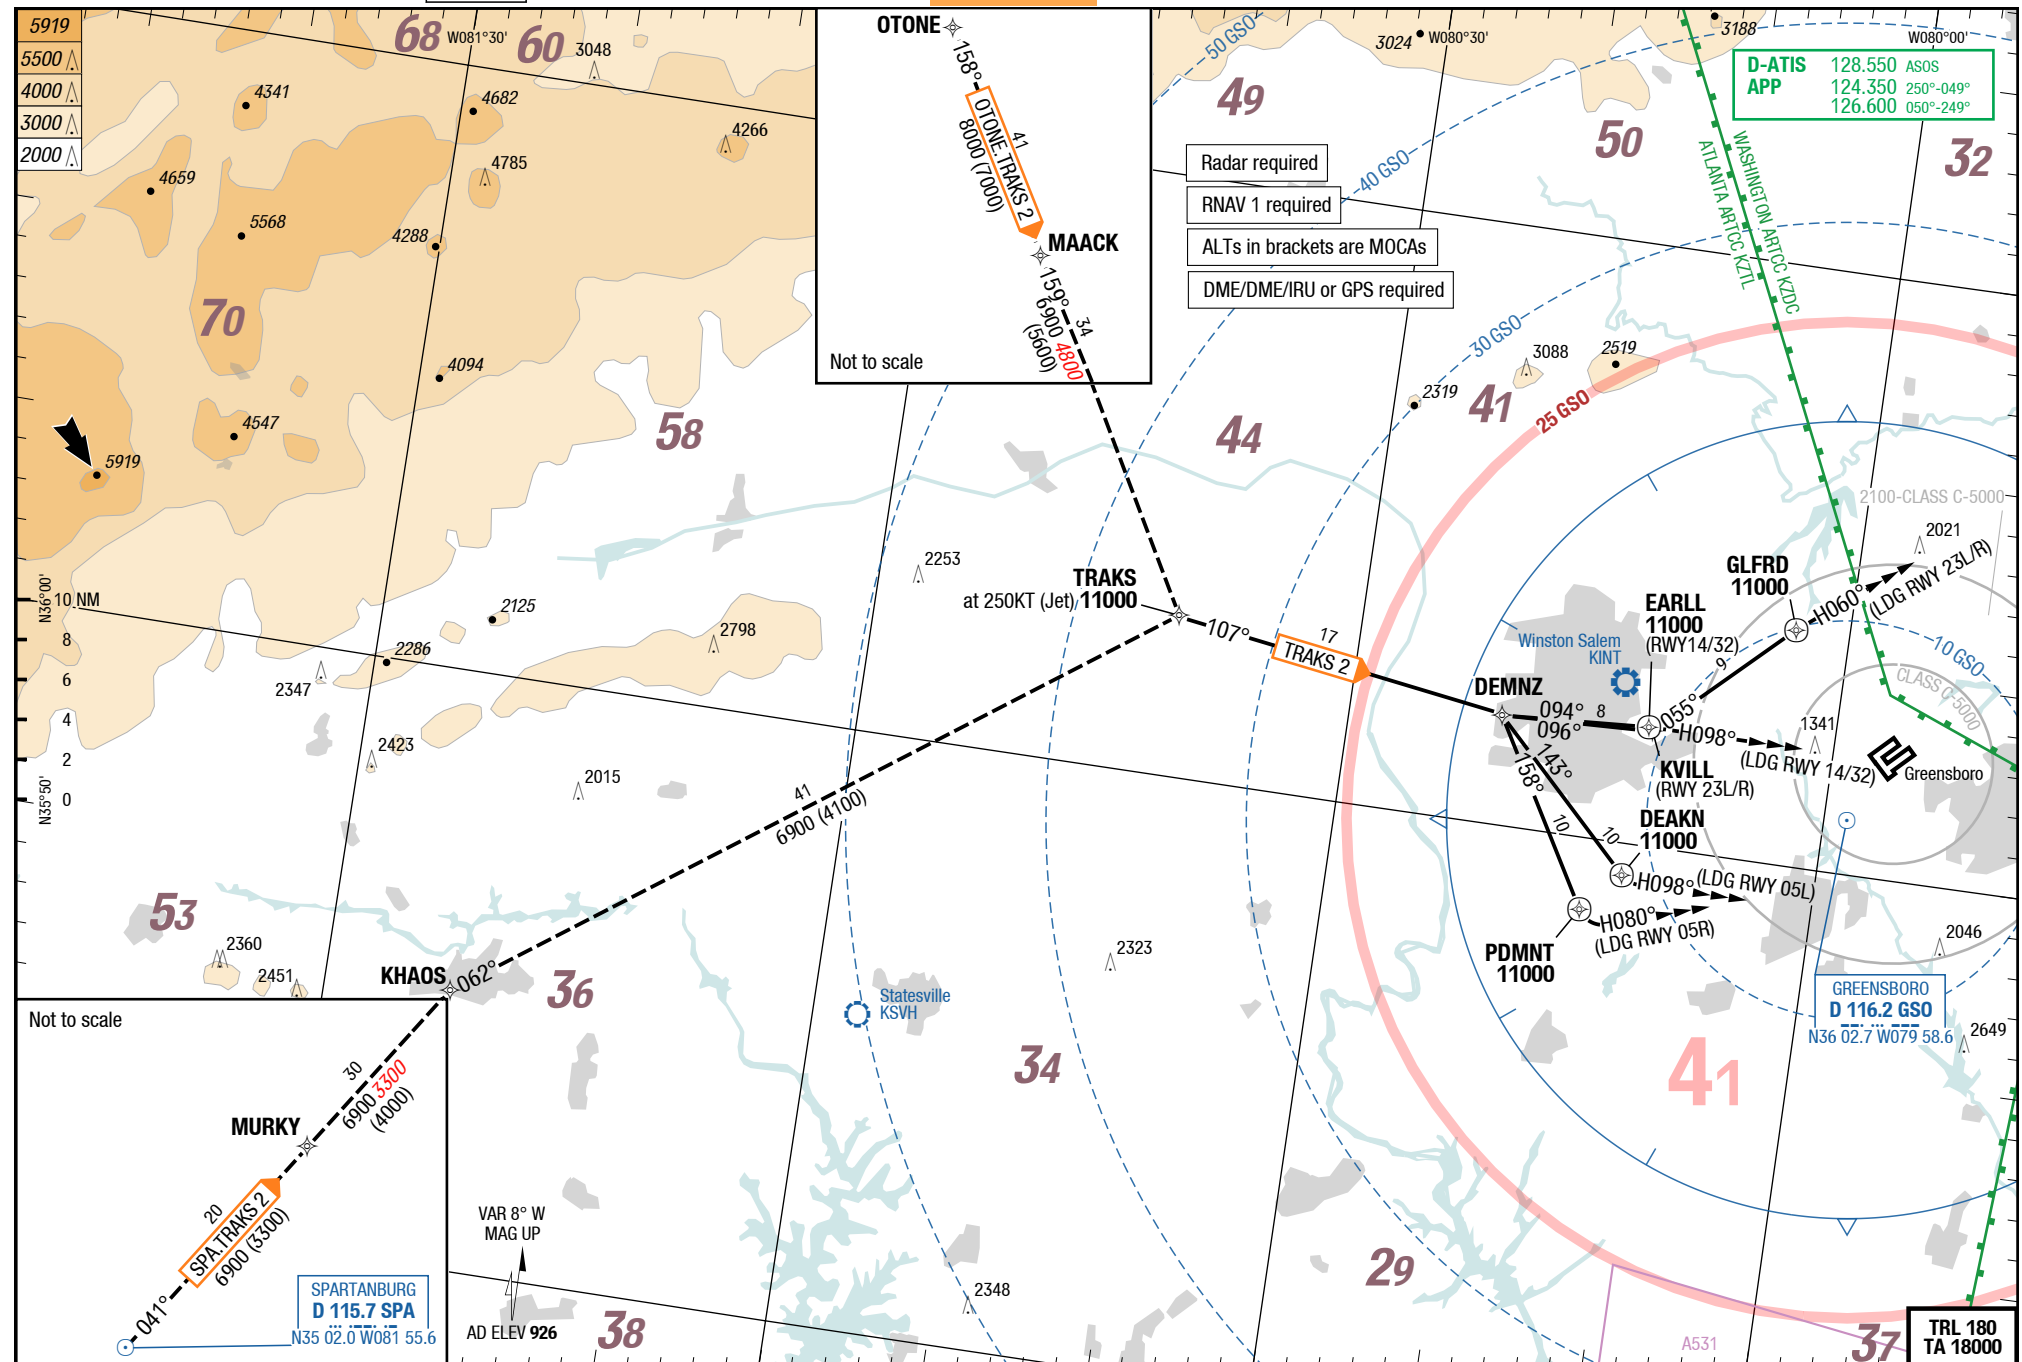 5919
5500
4000
3000
2000
68
W081°30'
60
3048
4341
4682
4266
4785
4659
5568
4288
70
4094
4547
5919
58
OTONE
158°
41
OTONE.TRAKS 2
8000 (7000)
MAACK
159°
34
6900 4800
(5600)
Not to scale
50 GSO
3024
W080°30'
3188
W080°00'
49
50
32
D-ATIS 128.550 ASOS
APP 124.350 250°-049°
126.600 050°-249°
WASHINGTON ARTCC KZDC
ATLANTA ARTCC KZTL
Radar required
RNAV 1 required
ALTs in brackets are MOCAs
DME/DME/IRU or GPS required
40 GSO
30 GSO
3088
2519
2319
41
25 GSO
44
2100-CLASS C-5000
2021
2253
TRAKS
at 250KT (Jet) 11000
107°
17
TRAKS 2
GLFRD
11000
H060°
(LDG RWY 23L/R)
EARLL
11000
(RWY14/32)
Winston Salem
KINT
10 GSO
CLASS C-5000
9
055°
DEMNZ
094°
8
096°
H098°
(LDG RWY 14/32)
1341
Greensboro
KVILL
(RWY 23L/R)
143°
158°
10
10
DEAKN
11000
H098°
(LDG RWY 05L)
H080°
(LDG RWY 05R)
PDMNT
11000
2046
GREENSBORO
D 116.2 GSO
N36 02.7 W079 58.6
2649
N36°00'
10 NM
8
6
4
2
0
N35°50'
2125
2286
2347
2798
2423
2015
41
6900 (4100)
53
2360
2451
KHAOS
062°
36
Statesville
KSVH
2323
34
41
Not to scale
30
6900 3300
(4000)
MURKY
20
SPA.TRAKS 2
6900 (3300)
041°
SPARTANBURG
D 115.7 SPA
N35 02.0 W081 55.6
VAR 8° W
MAG UP
AD ELEV 926
38
2348
29
A531
37
TRL 180
TA 18000